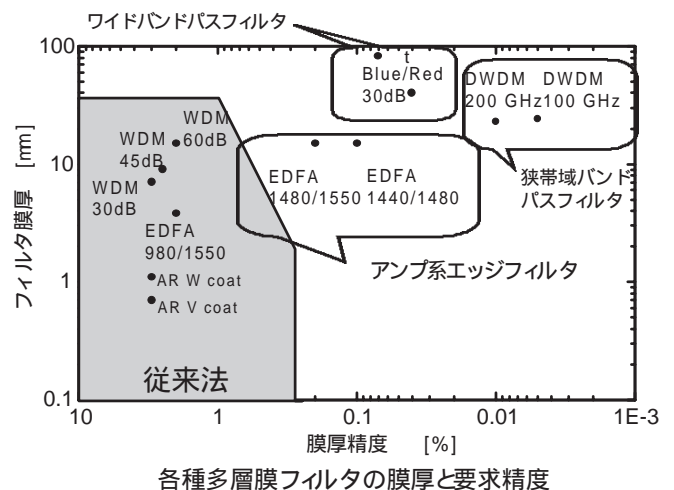 ワイドバンドパスフィルタ
100
t
Blue/Red
30dB
DWDM DWDM
200 GHz 100 GHz
WDM
60dB
WDM
45dB
10
EDFA EDFA
1480/1550 1440/1480
狭帯域バンド
パスフィルタ
WDM
30dB
EDFA
980/1550
アンプ系エッジフィルタ
1
AR W coat
AR V coat
フィルタ膜厚 [mm]
従来法
0.1
10 1 0.1 0.01 1E-3
膜厚精度 [%]
各種多層膜フィルタの膜厚と要求精度